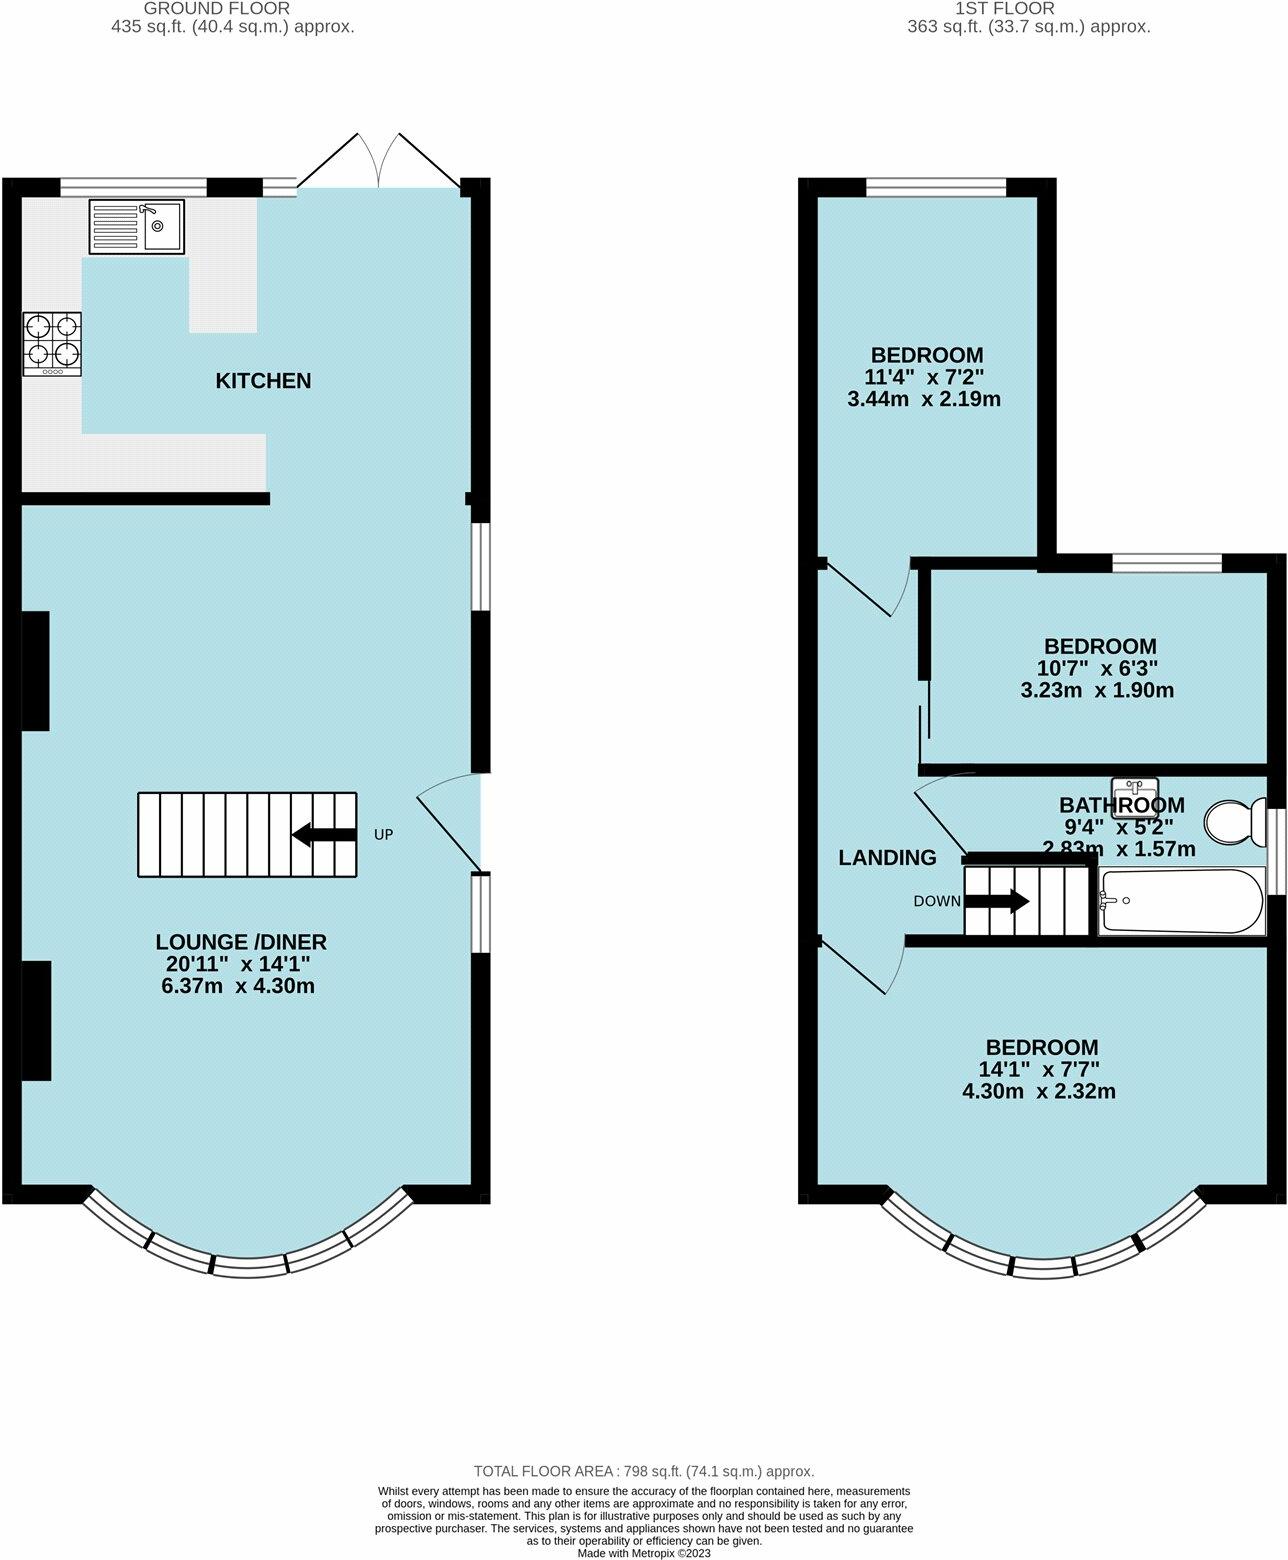 GROUND FLOOR
435 sq.ft. (40.4 sq.m.) approx.
1ST FLOOR
363 sq.ft. (33.7 sq.m.) approx.
KITCHEN
UP
LOUNGE /DINER
20'11" x 14'1"
6.37m x 4.30m
BEDROOM
11'4" x 7'2"
3.44m x 2.19m
BEDROOM
10'7" x 6'3"
3.23m x 1.90m
BATHROOM
9'4" x 5'2"
2.83m x 1.57m
LANDING
DOWN
BEDROOM
14'1" x 7'7"
4.30m x 2.32m
TOTAL FLOOR AREA : 798 sq.ft. (74.1 sq.m.) approx.
Whilst every attempt has been made to ensure the accuracy of the floorplan contained here, measurements
of doors, windows, rooms and any other items are approximate and no responsibility is taken for any error,
omission or mis-statement. This plan is for illustrative purposes only and should be used as such by any
prospective purchaser. The services, systems and appliances shown have not been tested and no guarantee
as to their operability or efficiency can be given.
Made with Metropix ©2023